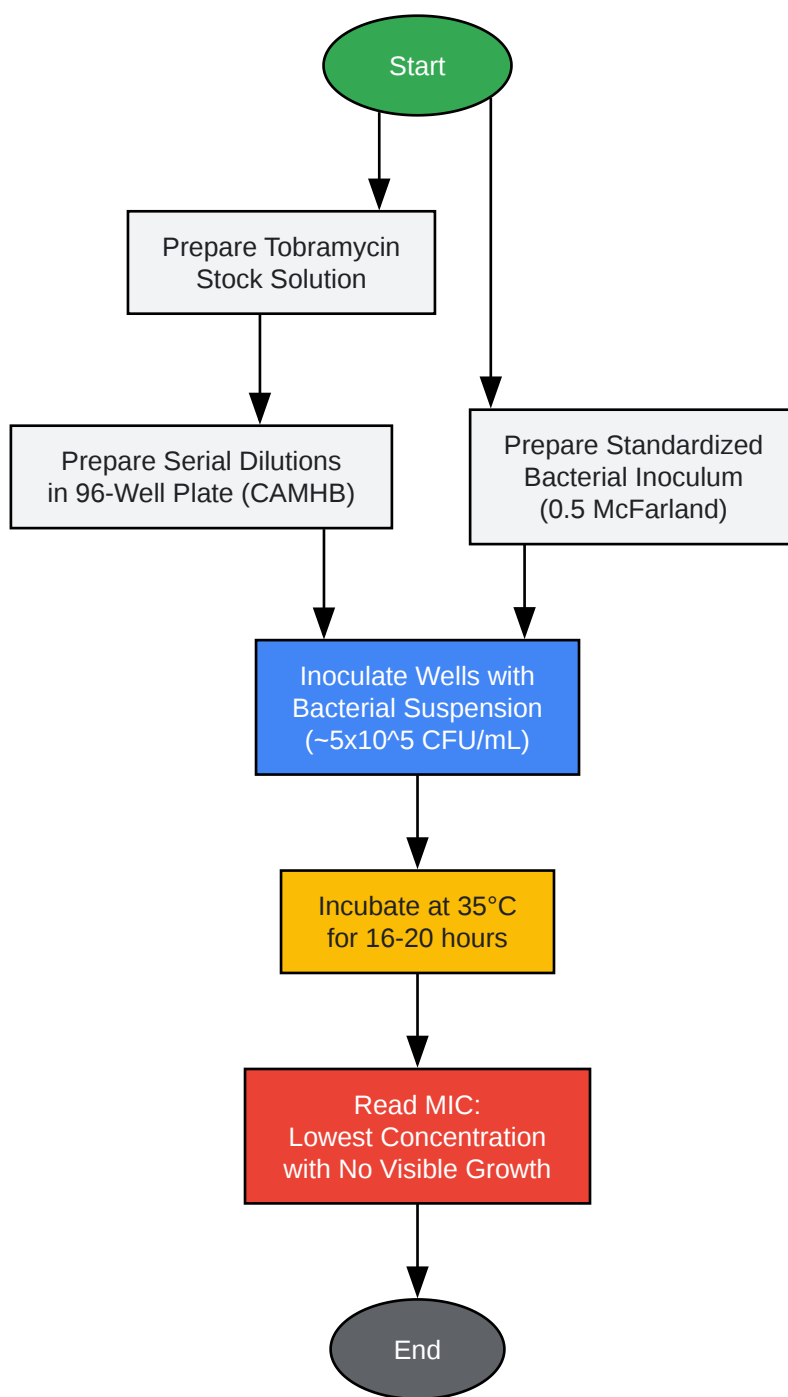 Start
Prepare Tobramycin
Stock Solution
Prepare Serial Dilutions
in 96-Well Plate (CAMHB)
Prepare Standardized
Bacterial Inoculum
(0.5 McFarland)
Inoculate Wells with
Bacterial Suspension
(~5x10^5 CFU/mL)
Incubate at 35°C
for 16-20 hours
Read MIC:
Lowest Concentration
with No Visible Growth
End